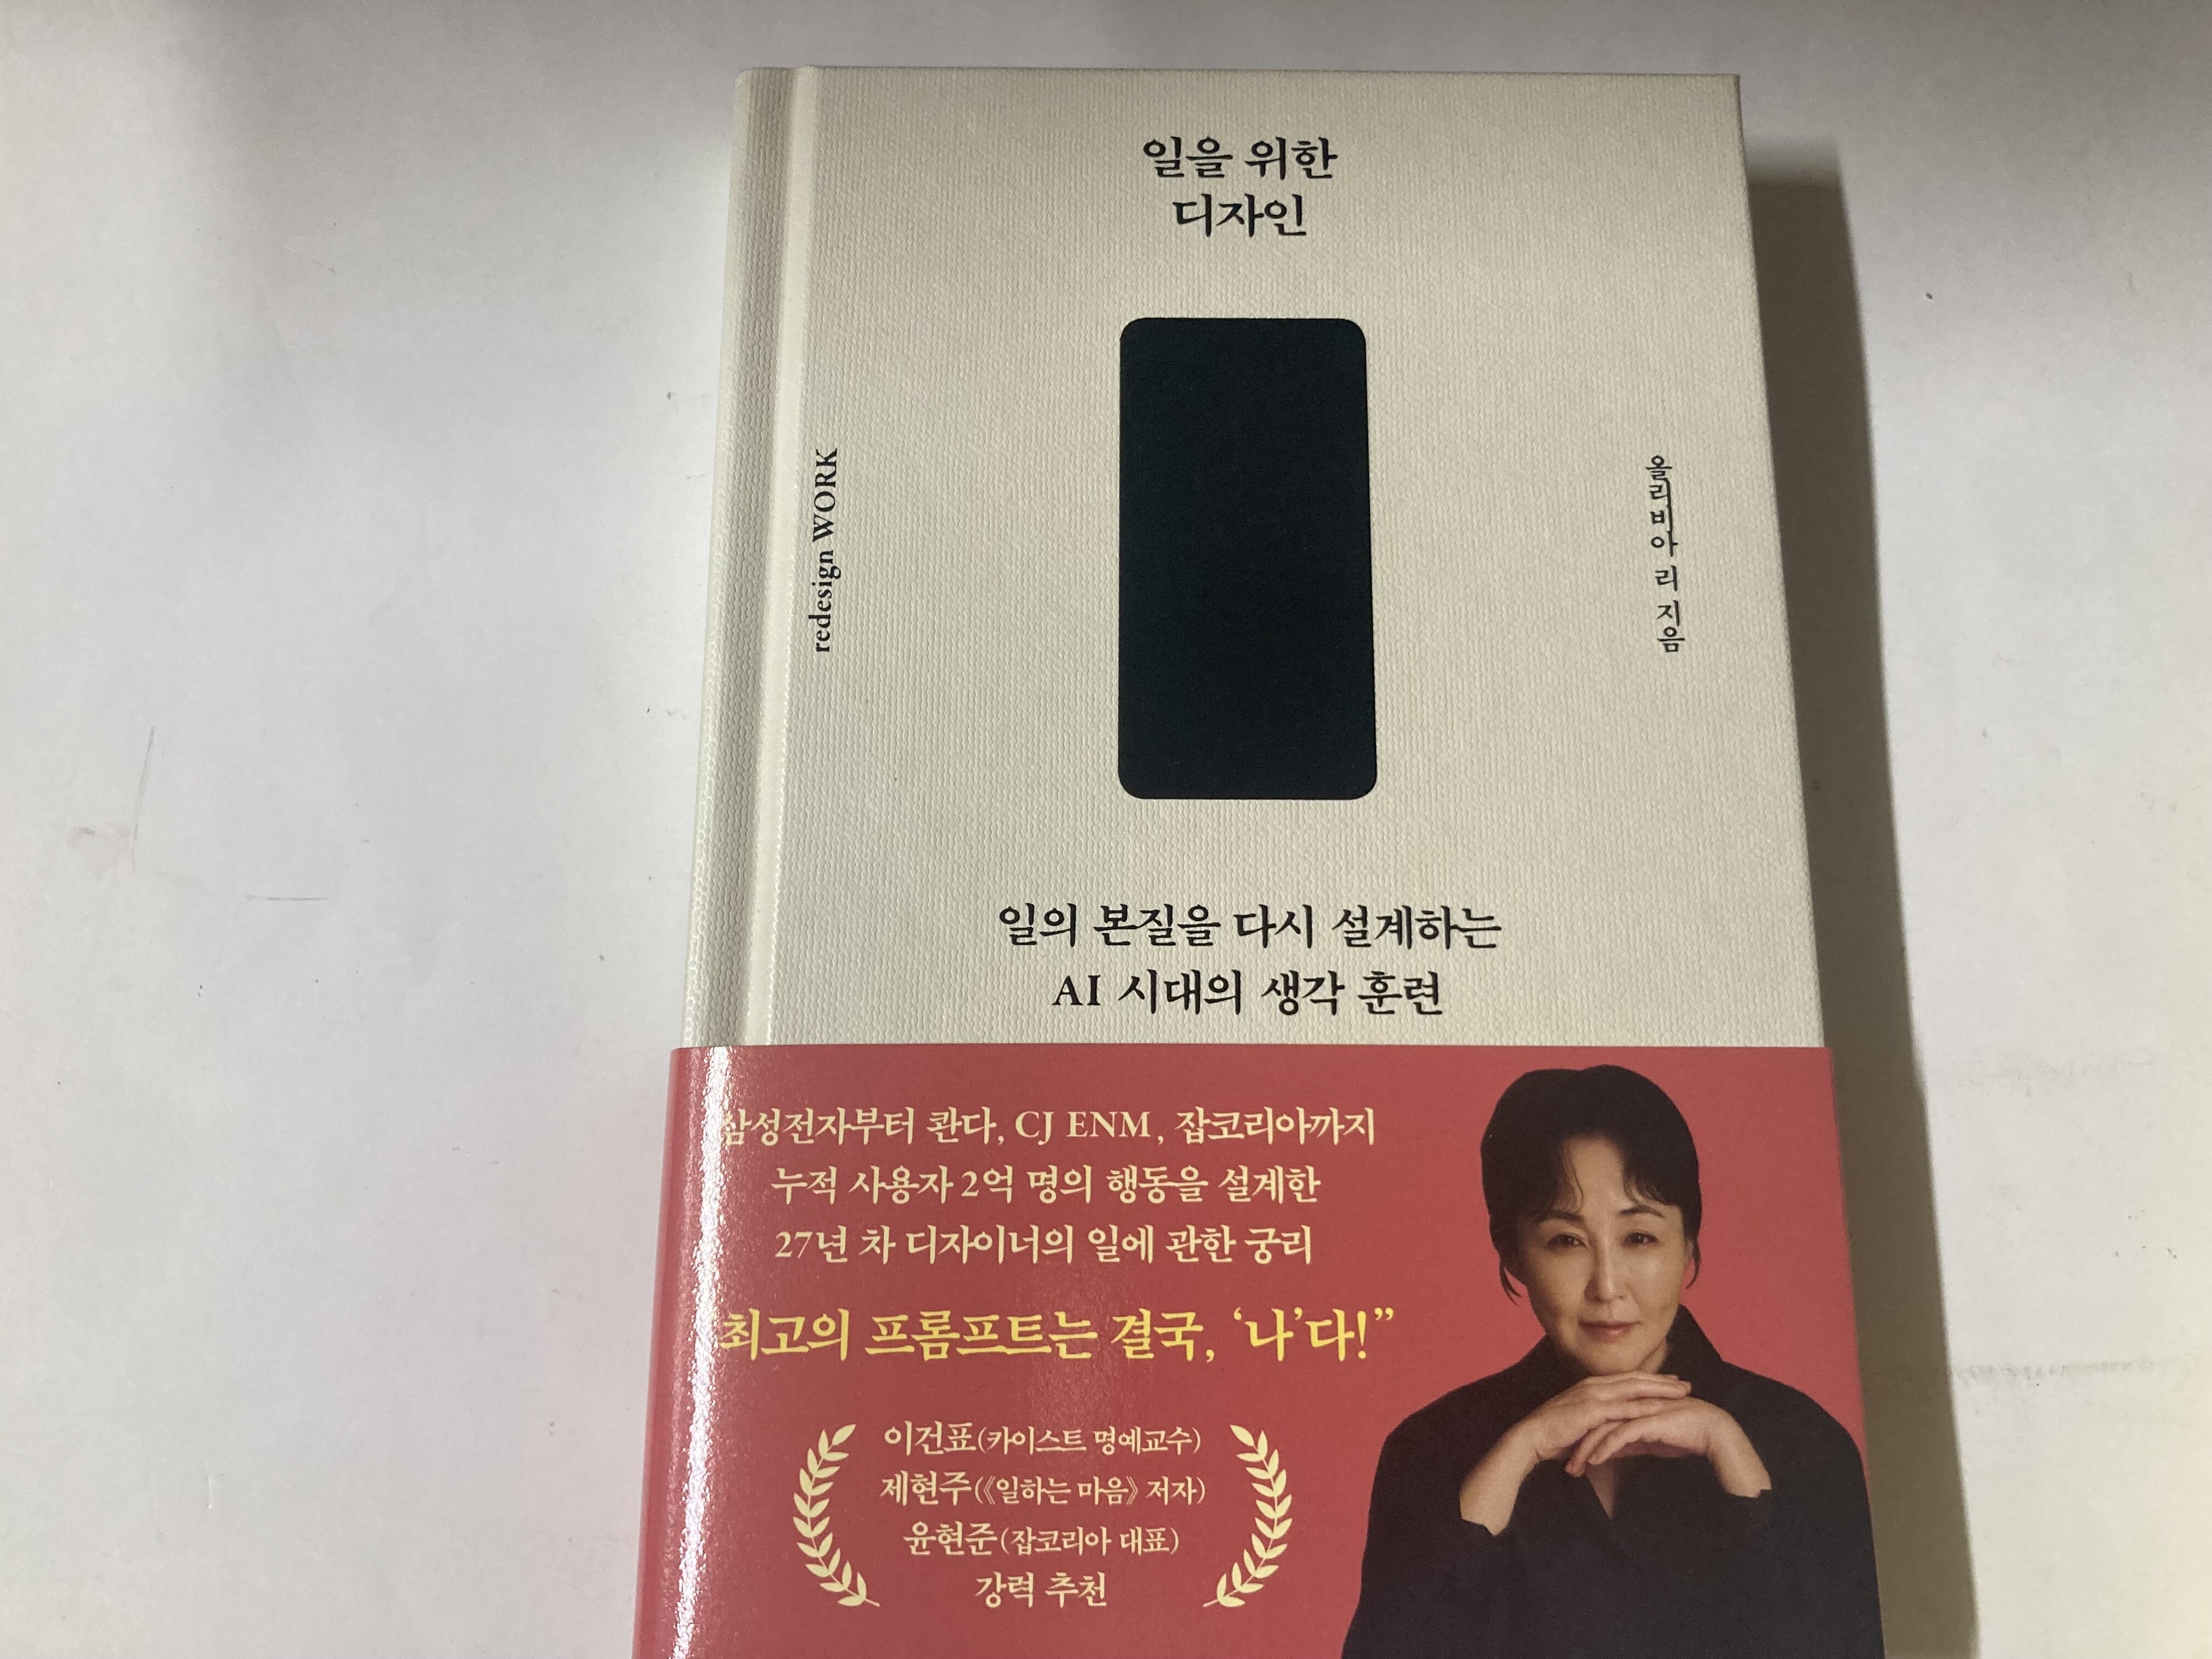 일을 위한
디자인
redesign WORK
올리비아 리 지음
일의 본질을 다시 설계하는
AI 시대의 생각 훈련
삼성전자부터 콴다, CJ ENM, 잡코리아까지
누적 사용자 2억 명의 행동을 설계한
27년 차 디자이너의 일에 관한 궁리
최고의 프롬프트는 결국, ‘나’다!”
이건표(카이스트 명예교수)
제현주(《일하는 마음》 저자)
윤현준(잡코리아 대표)
강력 추천